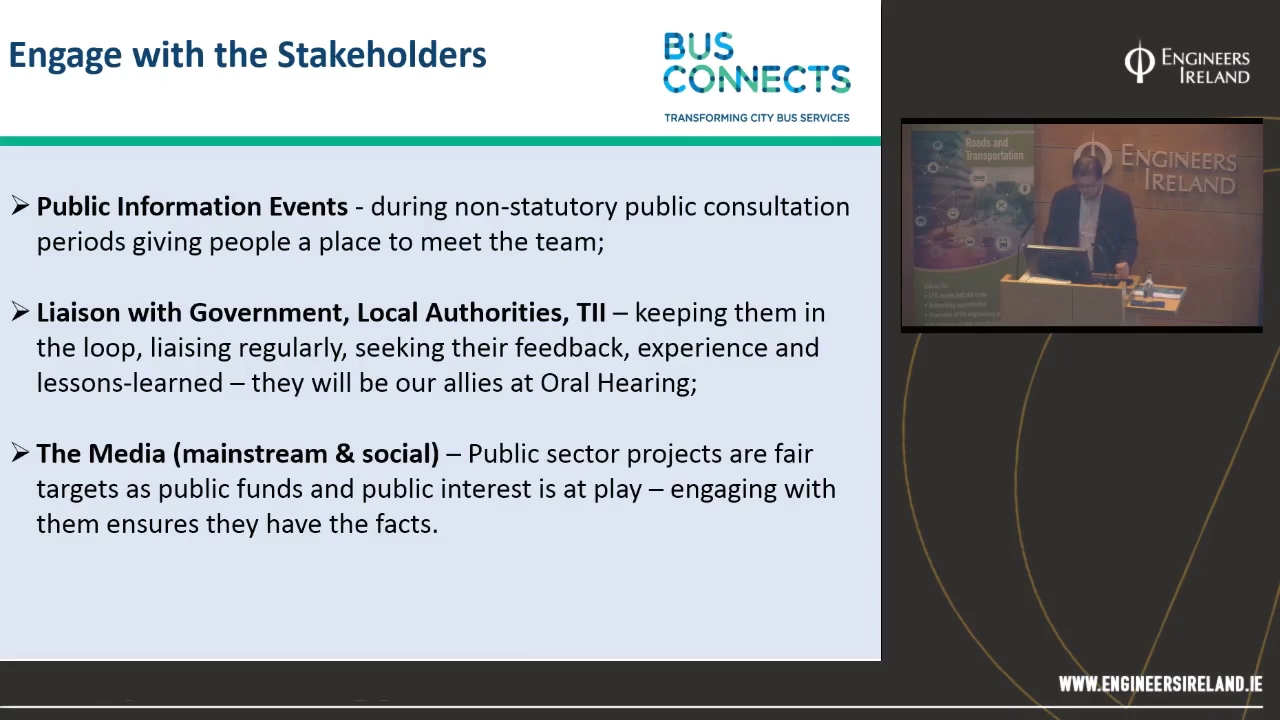 Engage with the Stakeholders
BUS
CONNECTS
TRANSFORMING CITY BUS SERVICES
➢ Public Information Events - during non-statutory public consultation
periods giving people a place to meet the team;
➢ Liaison with Government, Local Authorities, TII – keeping them in
the loop, liaising regularly, seeking their feedback, experience and
lessons-learned – they will be our allies at Oral Hearing;
➢ The Media (mainstream & social) – Public sector projects are fair
targets as public funds and public interest is at play – engaging with
them ensures they have the facts.
ENGINEERS
IRELAND
Roads and
Transportation
ENGINEERS
IRELAND
WWW.ENGINEERSIRELAND.IE